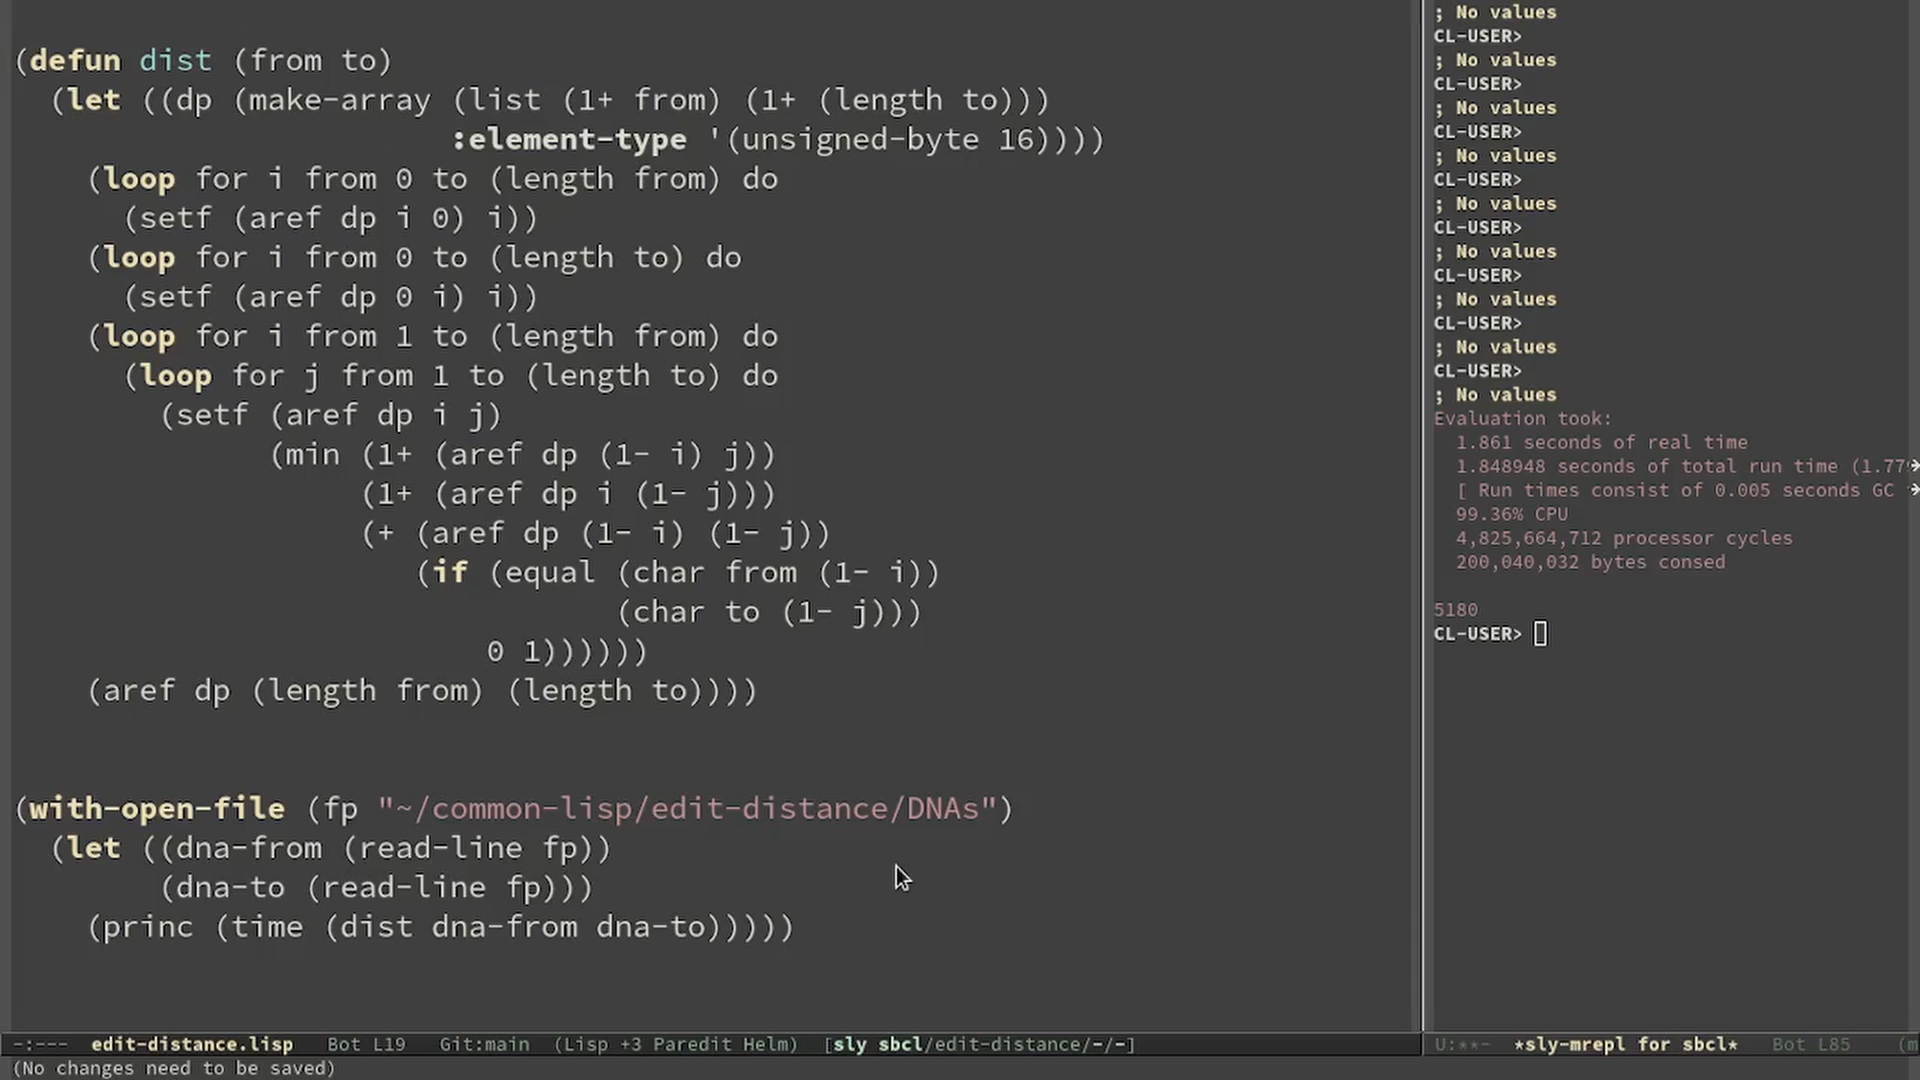 (defun dist (from to)
  (let ((dp (make-array (list (1+ from) (1+ (length to)))
                        :element-type '(unsigned-byte 16))))
    (loop for i from 0 to (length from) do
      (setf (aref dp i 0) i))
    (loop for i from 0 to (length to) do
      (setf (aref dp 0 i) i))
    (loop for i from 1 to (length from) do
      (loop for j from 1 to (length to) do
        (setf (aref dp i j)
              (min (1+ (aref dp (1- i) j))
                   (1+ (aref dp i (1- j)))
                   (+ (aref dp (1- i) (1- j))
                      (if (equal (char from (1- i))
                                 (char to (1- j)))
                          0 1))))))
    (aref dp (length from) (length to))))
(with-open-file (fp "~/common-lisp/edit-distance/DNAs")
  (let ((dna-from (read-line fp))
        (dna-to (read-line fp)))
    (princ (time (dist dna-from dna-to)))))
-:---  edit-distance.lisp   Bot L19   Git:main  (Lisp +3 Paredit Helm)  [sly sbcl/edit-distance/-/-]
(No changes need to be saved)
; No values
CL-USER>
; No values
CL-USER>
; No values
CL-USER>
; No values
CL-USER>
; No values
CL-USER>
; No values
CL-USER>
; No values
CL-USER>
; No values
CL-USER>
; No values
Evaluation took:
  1.861 seconds of real time
  1.848948 seconds of total run time (1.77
  [ Run times consist of 0.005 seconds GC
  99.36% CPU
  4,825,664,712 processor cycles
  200,040,032 bytes consed
5180
CL-USER>
U:**-  *sly-mrepl for sbcl*   Bot L85   (m